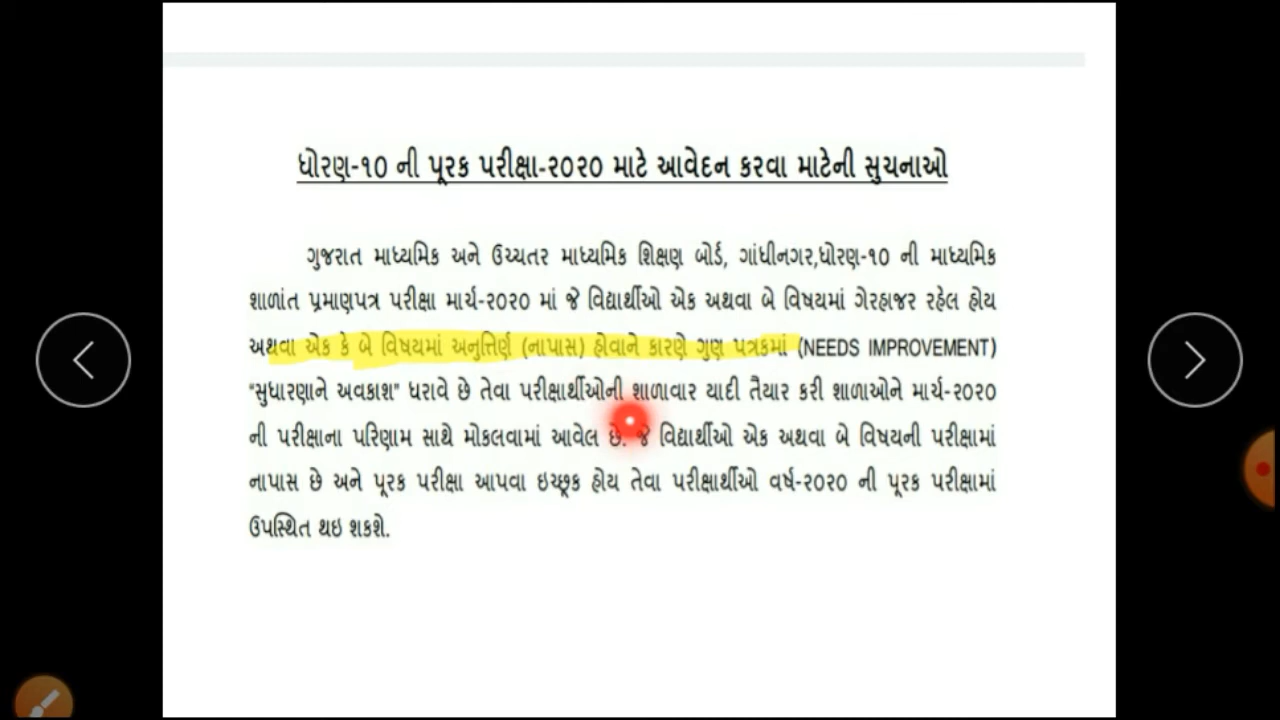 ધોરણ-૧૦ ની પૂરક પરીક્ષા-૨૦૨૦ માટે આવેદન કરવા માટેની સુચનાઓ
ગુજરાત માધ્યમિક અને ઉચ્ચતર માધ્યમિક શિક્ષણ બોર્ડ, ગાંધીનગર,ધોરણ-૧૦ ની માધ્યમિક
શાળાંત પ્રમાણપત્ર પરીક્ષા માર્ચ-૨૦૨૦ માં જે વિદ્યાર્થીઓ એક અથવા બે વિષયમાં ગેરહાજર રહેલ હોય
અથવા એક કે બે વિષયમાં અનુત્તિર્ણ (નાપાસ) હોવાને કારણે ગુણ પત્રકમાં (NEEDS IMPROVEMENT)
"સુધારણાને અવકાશ" ધરાવે છે તેવા પરીક્ષાર્થીઓની શાળાવાર યાદી તૈયાર કરી શાળાઓને માર્ચ-૨૦૨૦
ની પરીક્ષાના પરિણામ સાથે મોકલવામાં આવેલ છે. જે વિદ્યાર્થીઓ એક અથવા બે વિષયની પરીક્ષામાં
નાપાસ છે અને પૂરક પરીક્ષા આપવા ઇચ્છૂક હોય તેવા પરીક્ષાર્થીઓ વર્ષ-૨૦૨૦ ની પૂરક પરીક્ષામાં
ઉપસ્થિત થઇ શકશે.